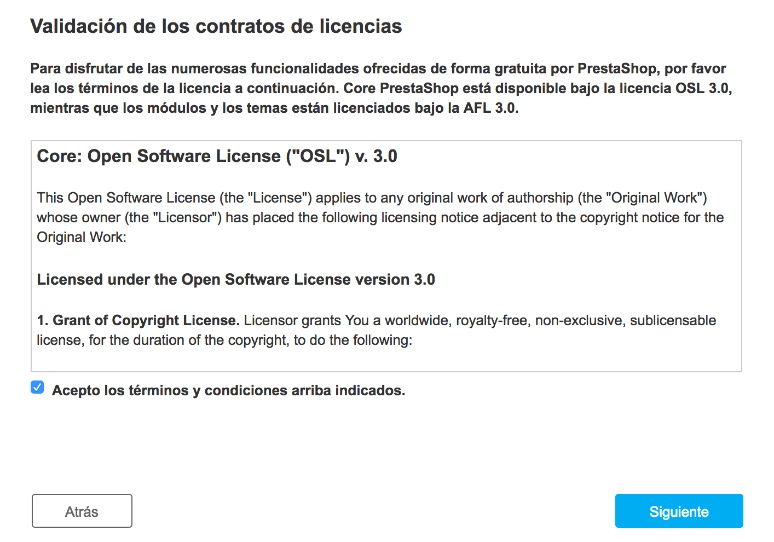 Validación de los contratos de licencias
Para disfrutar de las numerosas funcionalidades ofrecidas de forma gratuita por PrestaShop, por favor
lea los términos de la licencia a continuación. Core PrestaShop está disponible bajo la licencia OSL 3.0,
mientras que los módulos y los temas están licenciados bajo la AFL 3.0.
Core: Open Software License ("OSL") v. 3.0
This Open Software License (the "License") applies to any original work of authorship (the "Original Work")
whose owner (the "Licensor") has placed the following licensing notice adjacent to the copyright notice for the
Original Work:
Licensed under the Open Software License version 3.0
1. Grant of Copyright License. Licensor grants You a worldwide, royalty-free, non-exclusive, sublicensable
license, for the duration of the copyright, to do the following:
Acepto los términos y condiciones arriba indicados.
Atrás
Siguiente